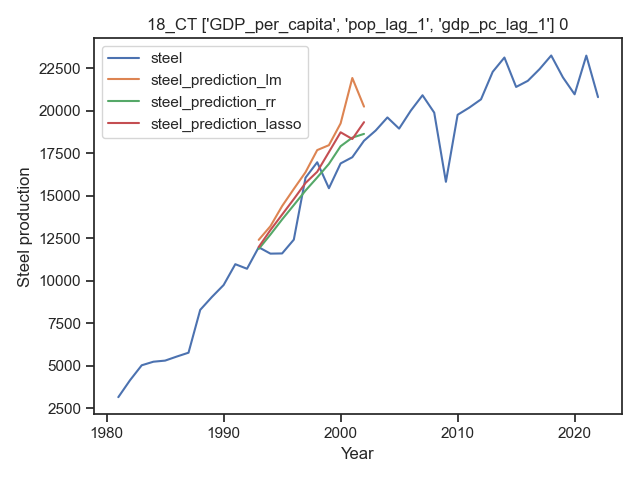 18_CT ['GDP_per_capita', 'pop_lag_1', 'gdp_pc_lag_1'] 0
steel
steel_prediction_lm
steel_prediction_rr
steel_prediction_lasso
22500
20000
17500
15000
12500
10000
7500
5000
2500
Steel production
1980
1990
2000
2010
2020
Year